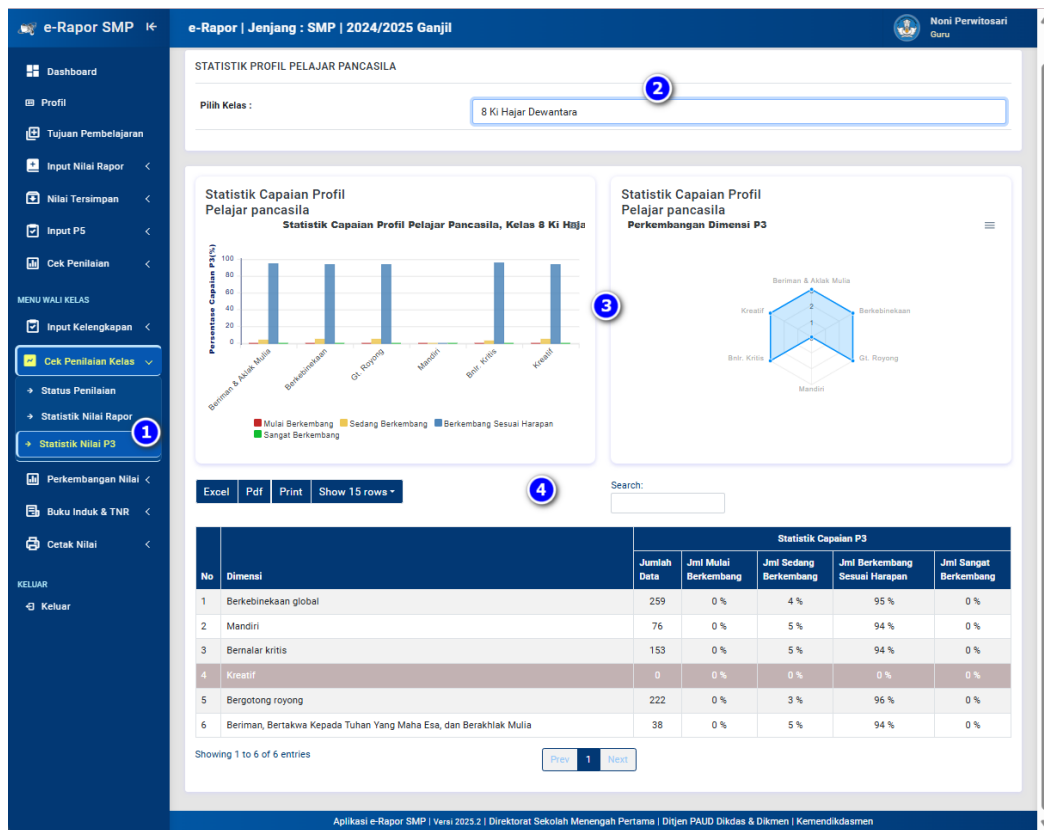 e-Rapor SMP
e-Rapor | Jenjang : SMP | 2024/2025 Ganjil
Noni Perwitosari
Guru
Dashboard
Profil
Tujuan Pembelajaran
Input Nilai Rapor
Nilai Tersimpan
Input P5
Cek Penilaian
MENU WALI KELAS
Input Kelengkapan
Cek Penilaian Kelas
Status Penilaian
Statistik Nilai Rapor
1
Statistik Nilai P3
Perkembangan Nilai
Buku Induk & TNR
Cetak Nilai
KELUAR
Keluar
STATISTIK PROFIL PELAJAR PANCASILA
2
Pilih Kelas :
8 Ki Hajar Dewantara
Statistik Capaian Profil
Pelajar pancasila
Statistik Capaian Profil Pelajar Pancasila, Kelas 8 Ki Haja
Persentase Capaian P3(%)
100
80
60
40
20
0
Beriman & Aklak Mulia
Berkebinekaan
Gt. Royong
Mandiri
Bnlr. Kritis
Kreatif
Mulai Berkembang Sedang Berkembang Berkembang Sesuai Harapan
Sangat Berkembang
3
Statistik Capaian Profil
Pelajar pancasila
Perkembangan Dimensi P3
Beriman & Aklak Mulia
Kreatif
Berkebinekaan
2
1
Bnlr. Kritis
Gt. Royong
Mandiri
Excel Pdf Print Show 15 rows
4
Search:
Statistik Capaian P3
No Dimensi Jumlah Data Jml Mulai Berkembang Jml Sedang Berkembang Jml Berkembang Sesuai Harapan Jml Sangat Berkembang
1 Berkebinekaan global 259 0 % 4 % 95 % 0 %
2 Mandiri 76 0 % 5 % 94 % 0 %
3 Bernalar kritis 153 0 % 5 % 94 % 0 %
4 Kreatif 0 0 % 0 % 0 % 0 %
5 Bergotong royong 222 0 % 3 % 96 % 0 %
6 Beriman, Bertakwa Kepada Tuhan Yang Maha Esa, dan Berakhlak Mulia 38 0 % 5 % 94 % 0 %
Showing 1 to 6 of 6 entries
Prev 1 Next
Aplikasi e-Rapor SMP | Versi 2025.2 | Direktorat Sekolah Menengah Pertama | Ditjen PAUD Dikdas & Dikmen | Kemendikdasmen